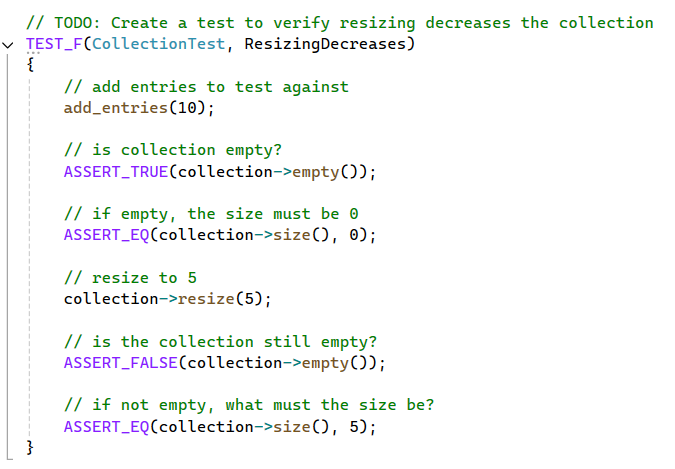 // TODO: Create a test to verify resizing decreases the collection
TEST_F(CollectionTest, ResizingDecreases)
{
// add entries to test against
add_entries(10);
// is collection empty?
ASSERT_TRUE(collection->empty());
// if empty, the size must be 0
ASSERT_EQ(collection->size(), 0);
// resize to 5
collection->resize(5);
// is the collection still empty?
ASSERT_FALSE(collection->empty());
// if not empty, what must the size be?
ASSERT_EQ(collection->size(), 5);
}